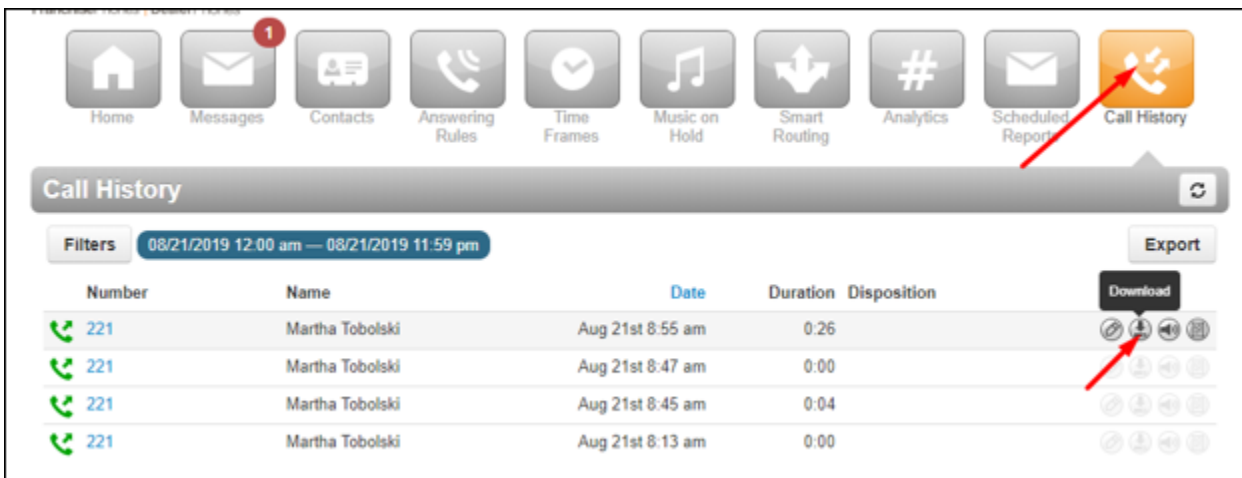 1
Home Messages Contacts Answering Rules Time Frames Music on Hold Smart Routing Analytics Scheduled Reports Call History
Call History
Filters 08/21/2019 12:00 am — 08/21/2019 11:59 pm Export
Download
Number Name Date Duration Disposition
221 Martha Tobolski Aug 21st 8:55 am 0:26
221 Martha Tobolski Aug 21st 8:47 am 0:00
221 Martha Tobolski Aug 21st 8:45 am 0:04
221 Martha Tobolski Aug 21st 8:13 am 0:00